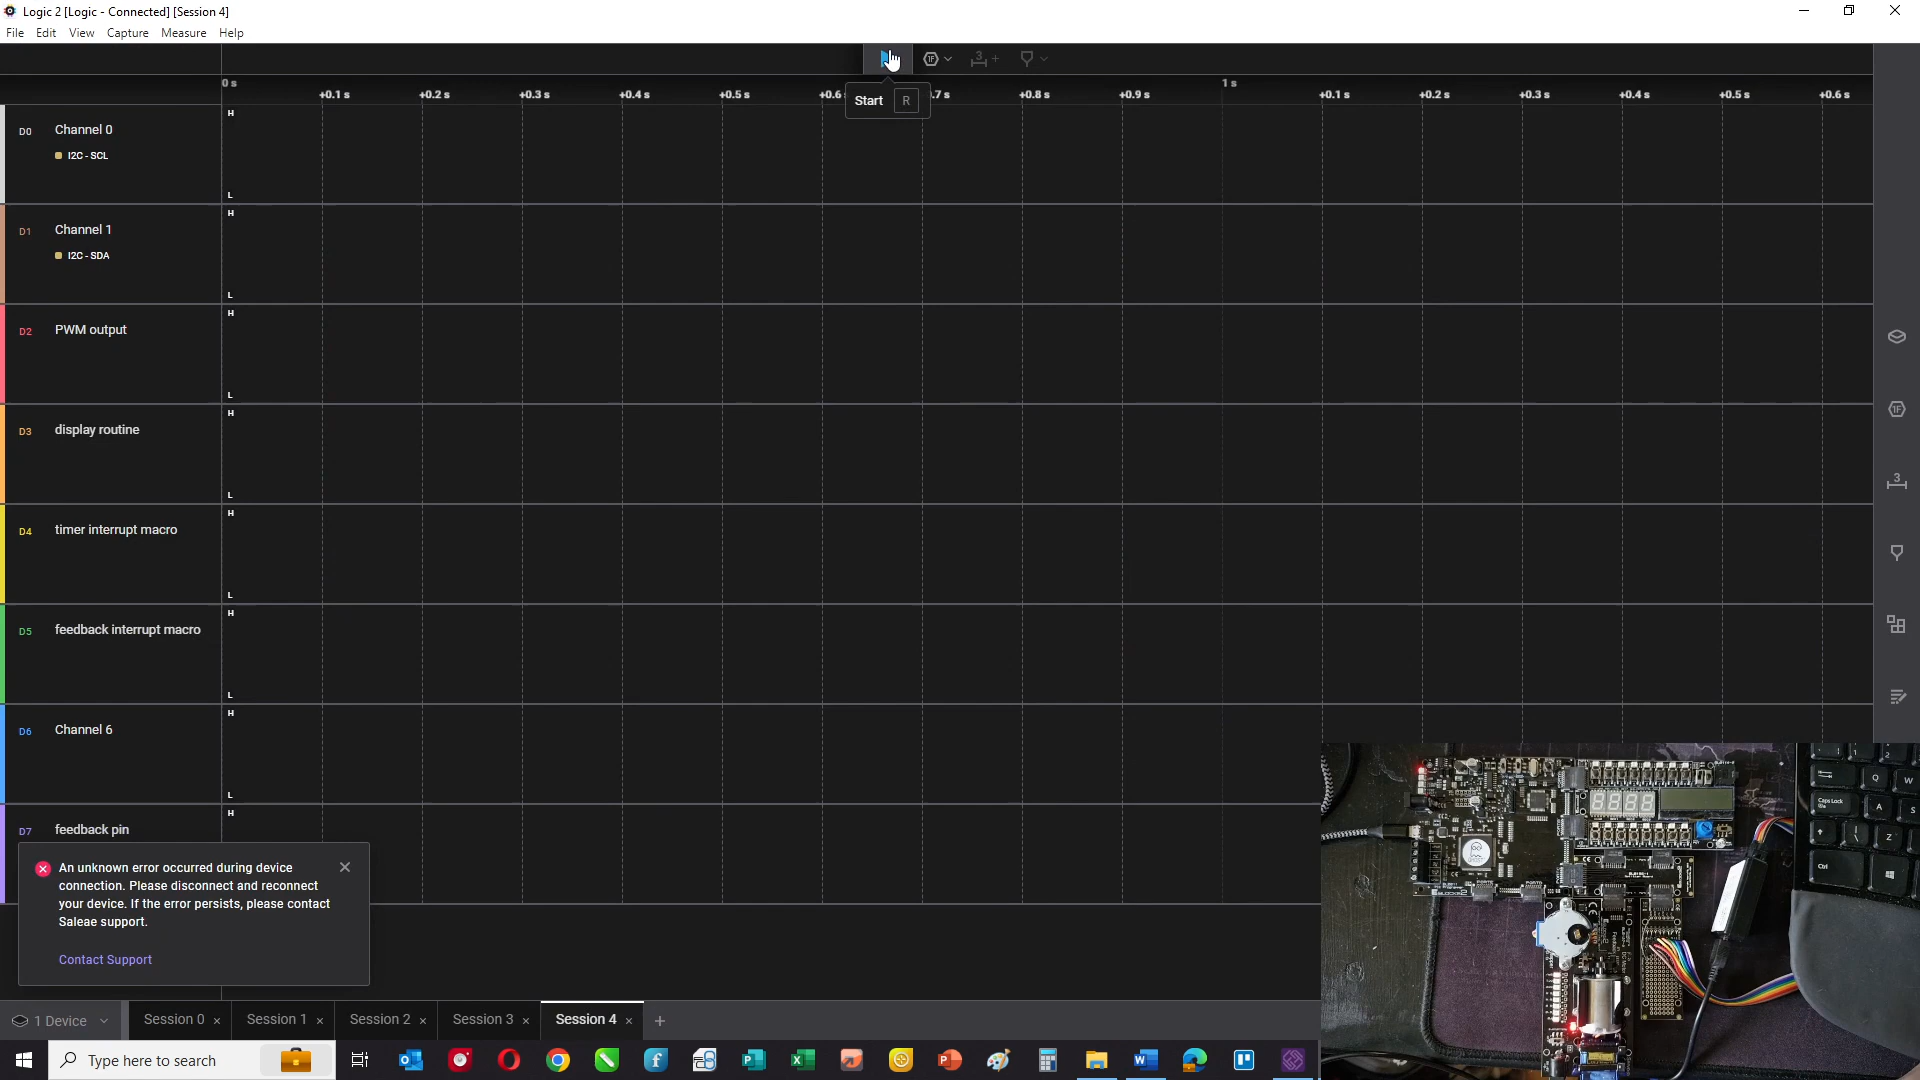 Logic 2 [Logic - Connected] [Session 4]
File Edit View Capture Measure Help
0 s
1 s
+0.1 s +0.2 s +0.3 s +0.4 s +0.5 s +0.6 .7 s +0.8 s +0.9 s +0.1 s +0.2 s +0.3 s +0.4 s +0.5 s +0.6 s
Start R
D0 Channel 0
I2C - SCL
H
L
D1 Channel 1
I2C - SDA
H
L
D2 PWM output
H
L
D3 display routine
H
L
D4 timer interrupt macro
H
L
D5 feedback interrupt macro
H
L
D6 Channel 6
H
L
D7 feedback pin
H
An unknown error occurred during device
connection. Please disconnect and reconnect
your device. If the error persists, please contact
Saleae support.
Contact Support
1 Device Session 0 Session 1 Session 2 Session 3 Session 4
Type here to search
Q W
Caps Lock A S
Z
Ctrl